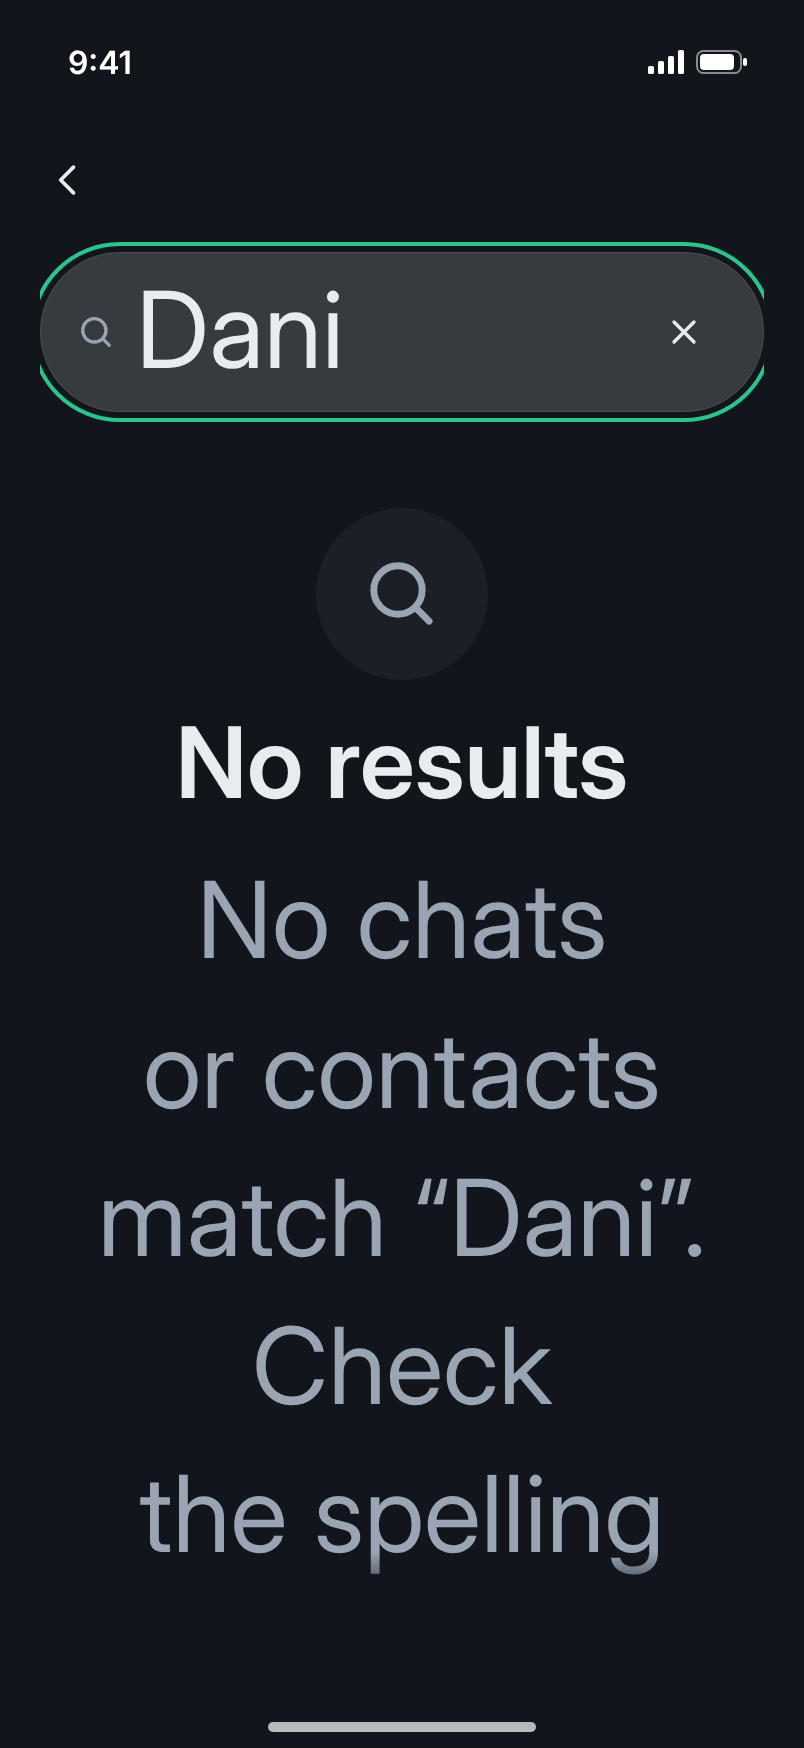 9:41
Dani
No results
No chats
or contacts
match “Dani”.
Check
the spelling